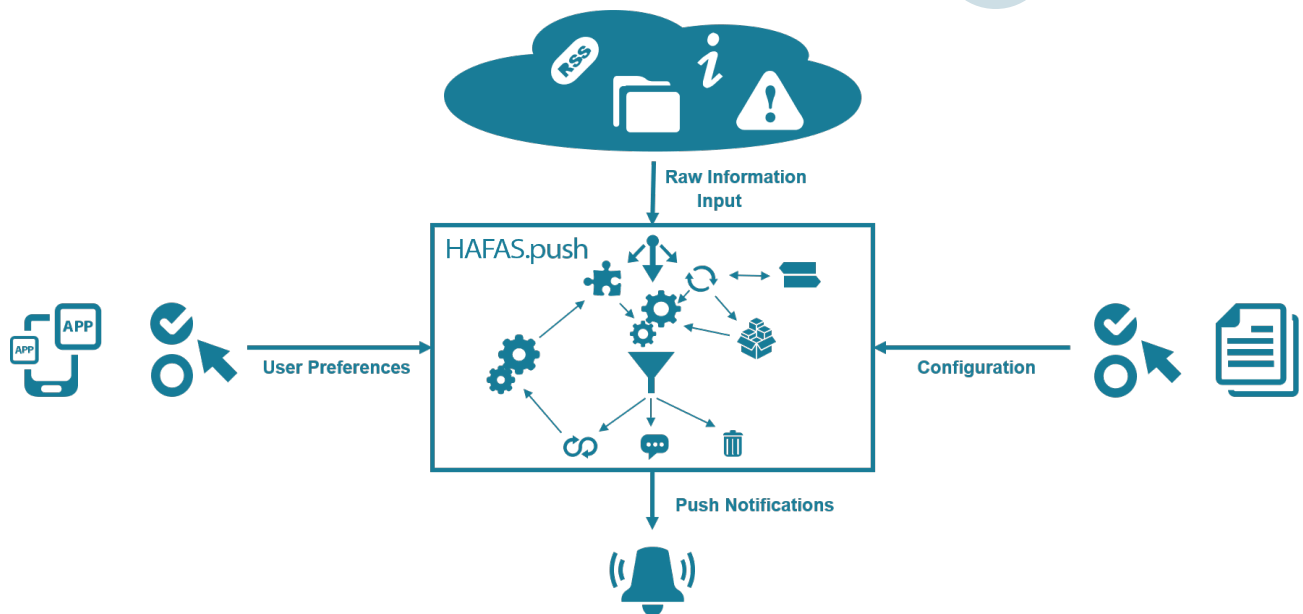 RSS
i
Raw Information
Input
HAFAS.push
APP
APP
User Preferences
Configuration
Push Notifications